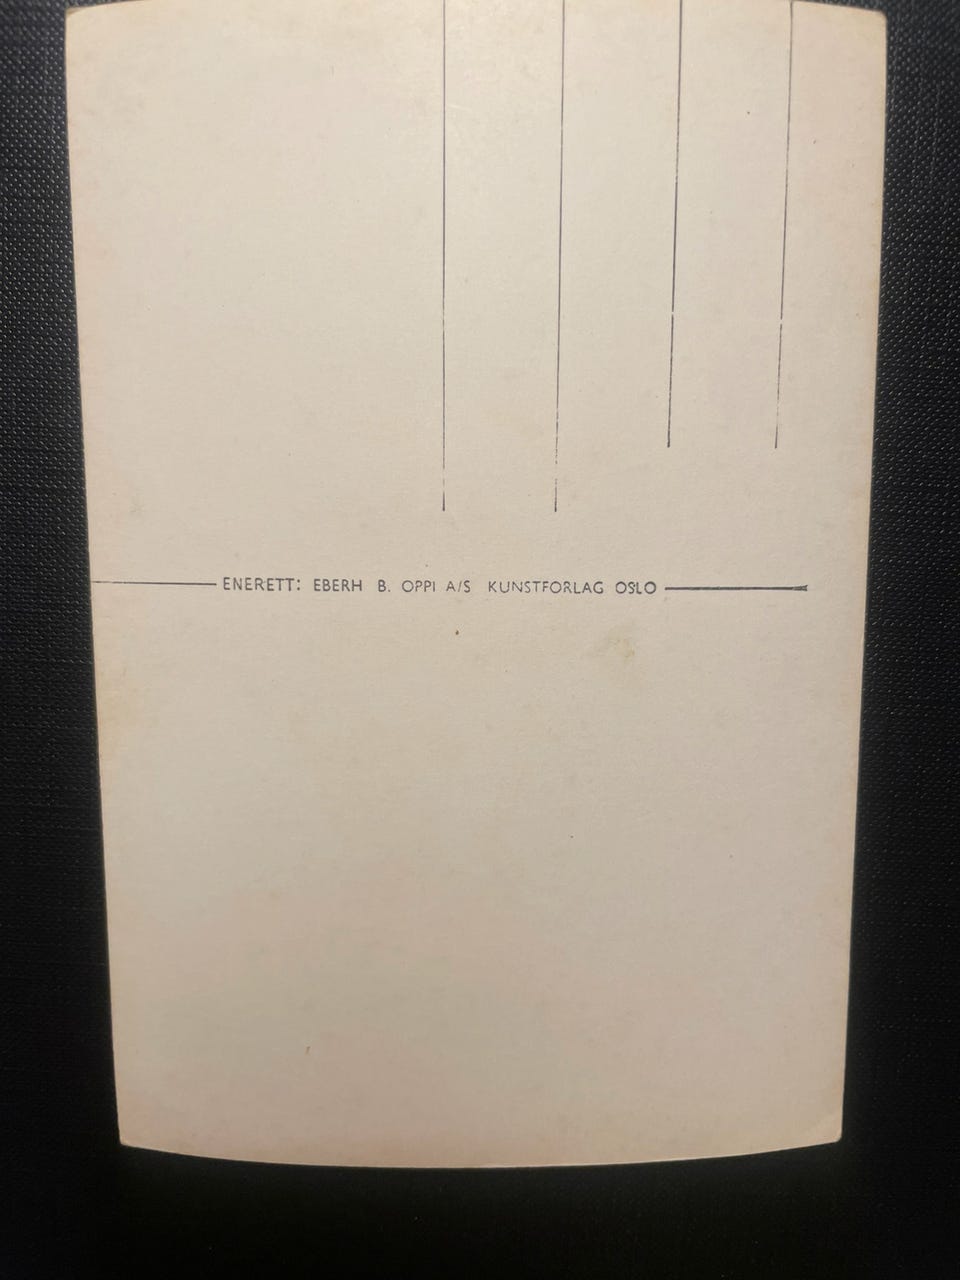 ENERETT: EBERH B. OPPI A/S KUNSTFORLAG OSLO